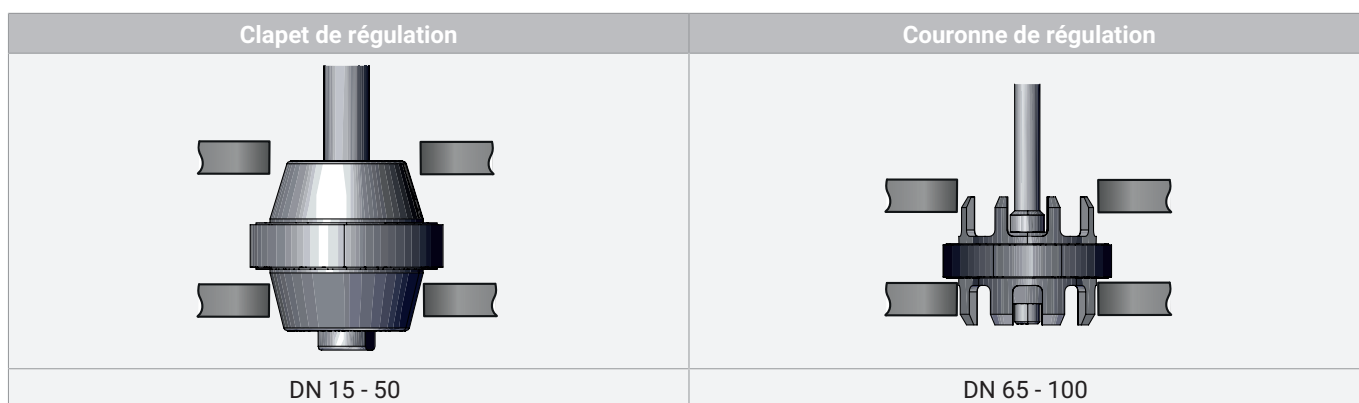 Clapet de régulation
Couronne de régulation
DN 15 - 50
DN 65 - 100